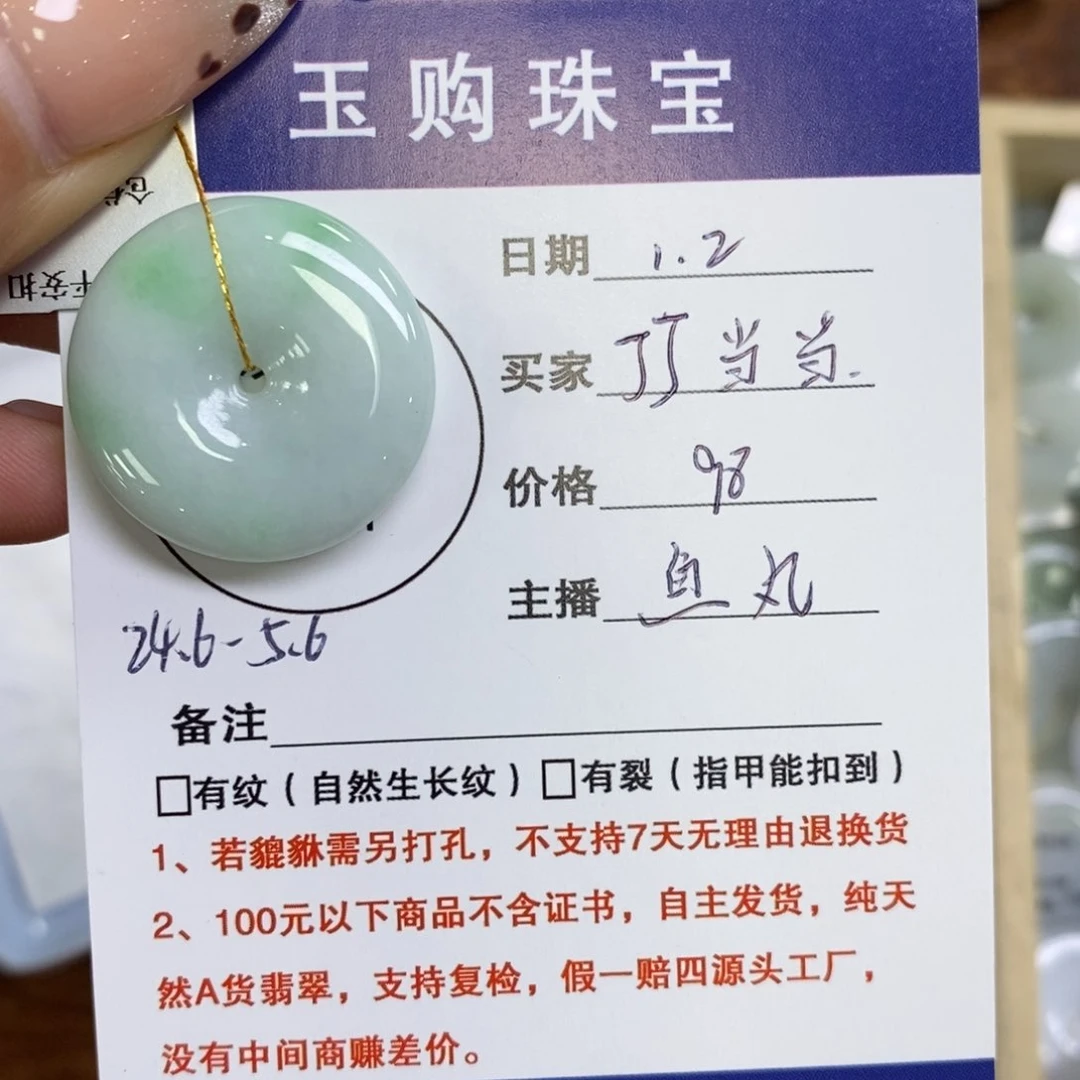 玉购珠宝
平安扣
日期 1.2
买家 丁丁当当.
价格 98
主播 鱼丸
24.6-5.6
备注
有纹（自然生长纹）有裂（指甲能扣到）
1、若貔貅需另打孔，不支持7天无理由退换货
2、100元以下商品不含证书，自主发货，纯天
然A货翡翠，支持复检，假一赔四源头工厂，
没有中间商赚差价。